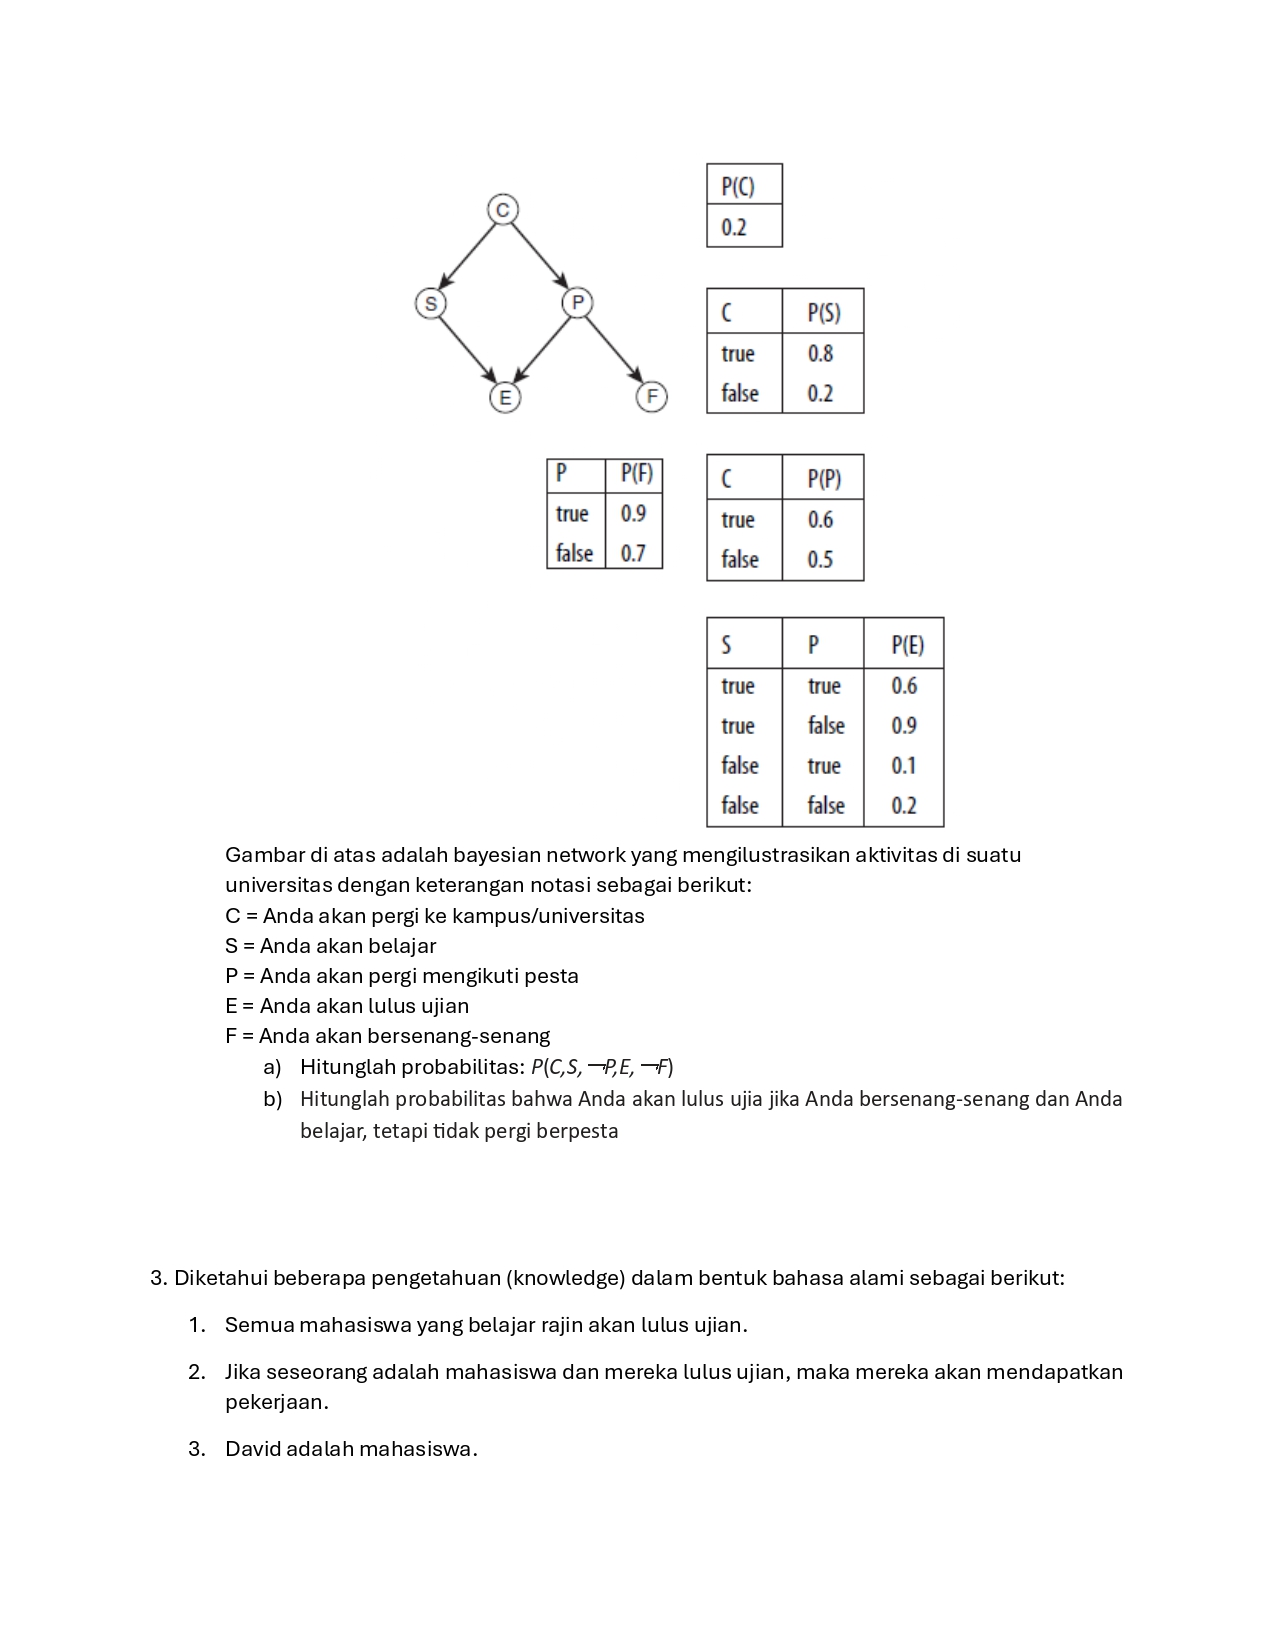 P(C)
0.2
C
S
P
E
F
C P(S)
true 0.8
false 0.2
P P(F)
true 0.9
false 0.7
C P(P)
true 0.6
false 0.5
S P P(E)
true true 0.6
true false 0.9
false true 0.1
false false 0.2
Gambar di atas adalah bayesian network yang mengilustrasikan aktivitas di suatu
universitas dengan keterangan notasi sebagai berikut:
C = Anda akan pergi ke kampus/universitas
S = Anda akan belajar
P = Anda akan pergi mengikuti pesta
E = Anda akan lulus ujian
F = Anda akan bersenang-senang
a) Hitunglah probabilitas: P(C,S, ¬P,E, ¬F)
b) Hitunglah probabilitas bahwa Anda akan lulus ujia jika Anda bersenang-senang dan Anda
belajar, tetapi tidak pergi berpesta
3. Diketahui beberapa pengetahuan (knowledge) dalam bentuk bahasa alami sebagai berikut:
1. Semua mahasiswa yang belajar rajin akan lulus ujian.
2. Jika seseorang adalah mahasiswa dan mereka lulus ujian, maka mereka akan mendapatkan
pekerjaan.
3. David adalah mahasiswa.